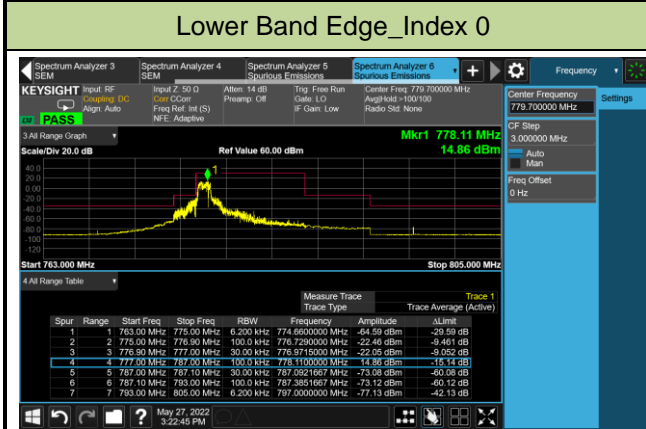 Lower Band Edge_Index 0
Spectrum Analyzer 3
SEM
Spectrum Analyzer 4
SEM
Spectrum Analyzer 5
Spurious Emissions
Spectrum Analyzer 6
Spurious Emissions
Frequency
KEYSIGHT
Input: RF
Coupling: DC
Align: Auto
Input Z: 50 Ω
Corr CCorr
Freq Ref: Int (S)
NFE: Adaptive
Atten: 14 dB
Preamp: Off
Trig: Free Run
Gate: LO
IF Gain: Low
Center Freq: 779.700000 MHz
Avg|Hold:>100/100
Radio Std: None
PASS
Center Frequency
779.700000 MHz
Settings
CF Step
3.000000 MHz
Auto
Man
Freq Offset
0 Hz
3 All Range Graph
Scale/Div 20.0 dB
Ref Value 60.00 dBm
Mkr1 778.11 MHz
14.86 dBm
1
40.0
20.0
0.00
-20.0
-40.0
-60.0
-80.0
-100
-120
Start 763.000 MHz
Stop 805.000 MHz
4 All Range Table
Measure Trace Trace 1
Trace Type Trace Average (Active)
Spur Range Start Freq Stop Freq RBW Frequency Amplitude ΔLimit
1 1 763.00 MHz 775.00 MHz 6.200 kHz 774.6600000 MHz -64.59 dBm -29.59 dB
2 2 775.00 MHz 776.90 MHz 100.0 kHz 776.7290000 MHz -22.46 dBm -9.461 dB
3 3 776.90 MHz 777.00 MHz 30.00 kHz 776.9715000 MHz -22.05 dBm -9.052 dB
4 4 777.00 MHz 787.00 MHz 100.0 kHz 778.1100000 MHz 14.86 dBm -15.14 dB
5 5 787.00 MHz 787.10 MHz 30.00 kHz 787.0921667 MHz -73.08 dBm -60.08 dB
6 6 787.10 MHz 793.00 MHz 100.0 kHz 787.3851667 MHz -73.12 dBm -60.12 dB
7 7 793.00 MHz 805.00 MHz 6.200 kHz 797.0000000 MHz -77.13 dBm -42.13 dB
May 27, 2022
3:22:45 PM